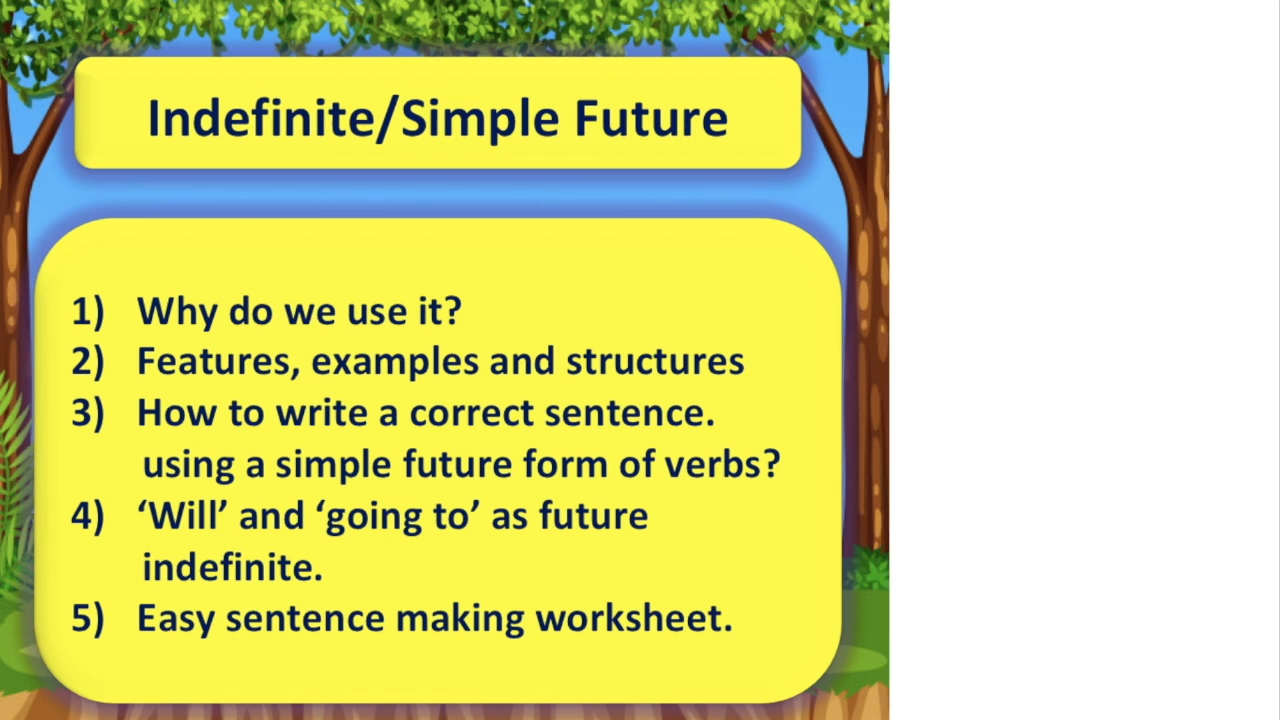 Indefinite/Simple Future
1) Why do we use it?
2) Features, examples and structures
3) How to write a correct sentence.
using a simple future form of verbs?
4) ‘Will’ and ‘going to’ as future
indefinite.
5) Easy sentence making worksheet.